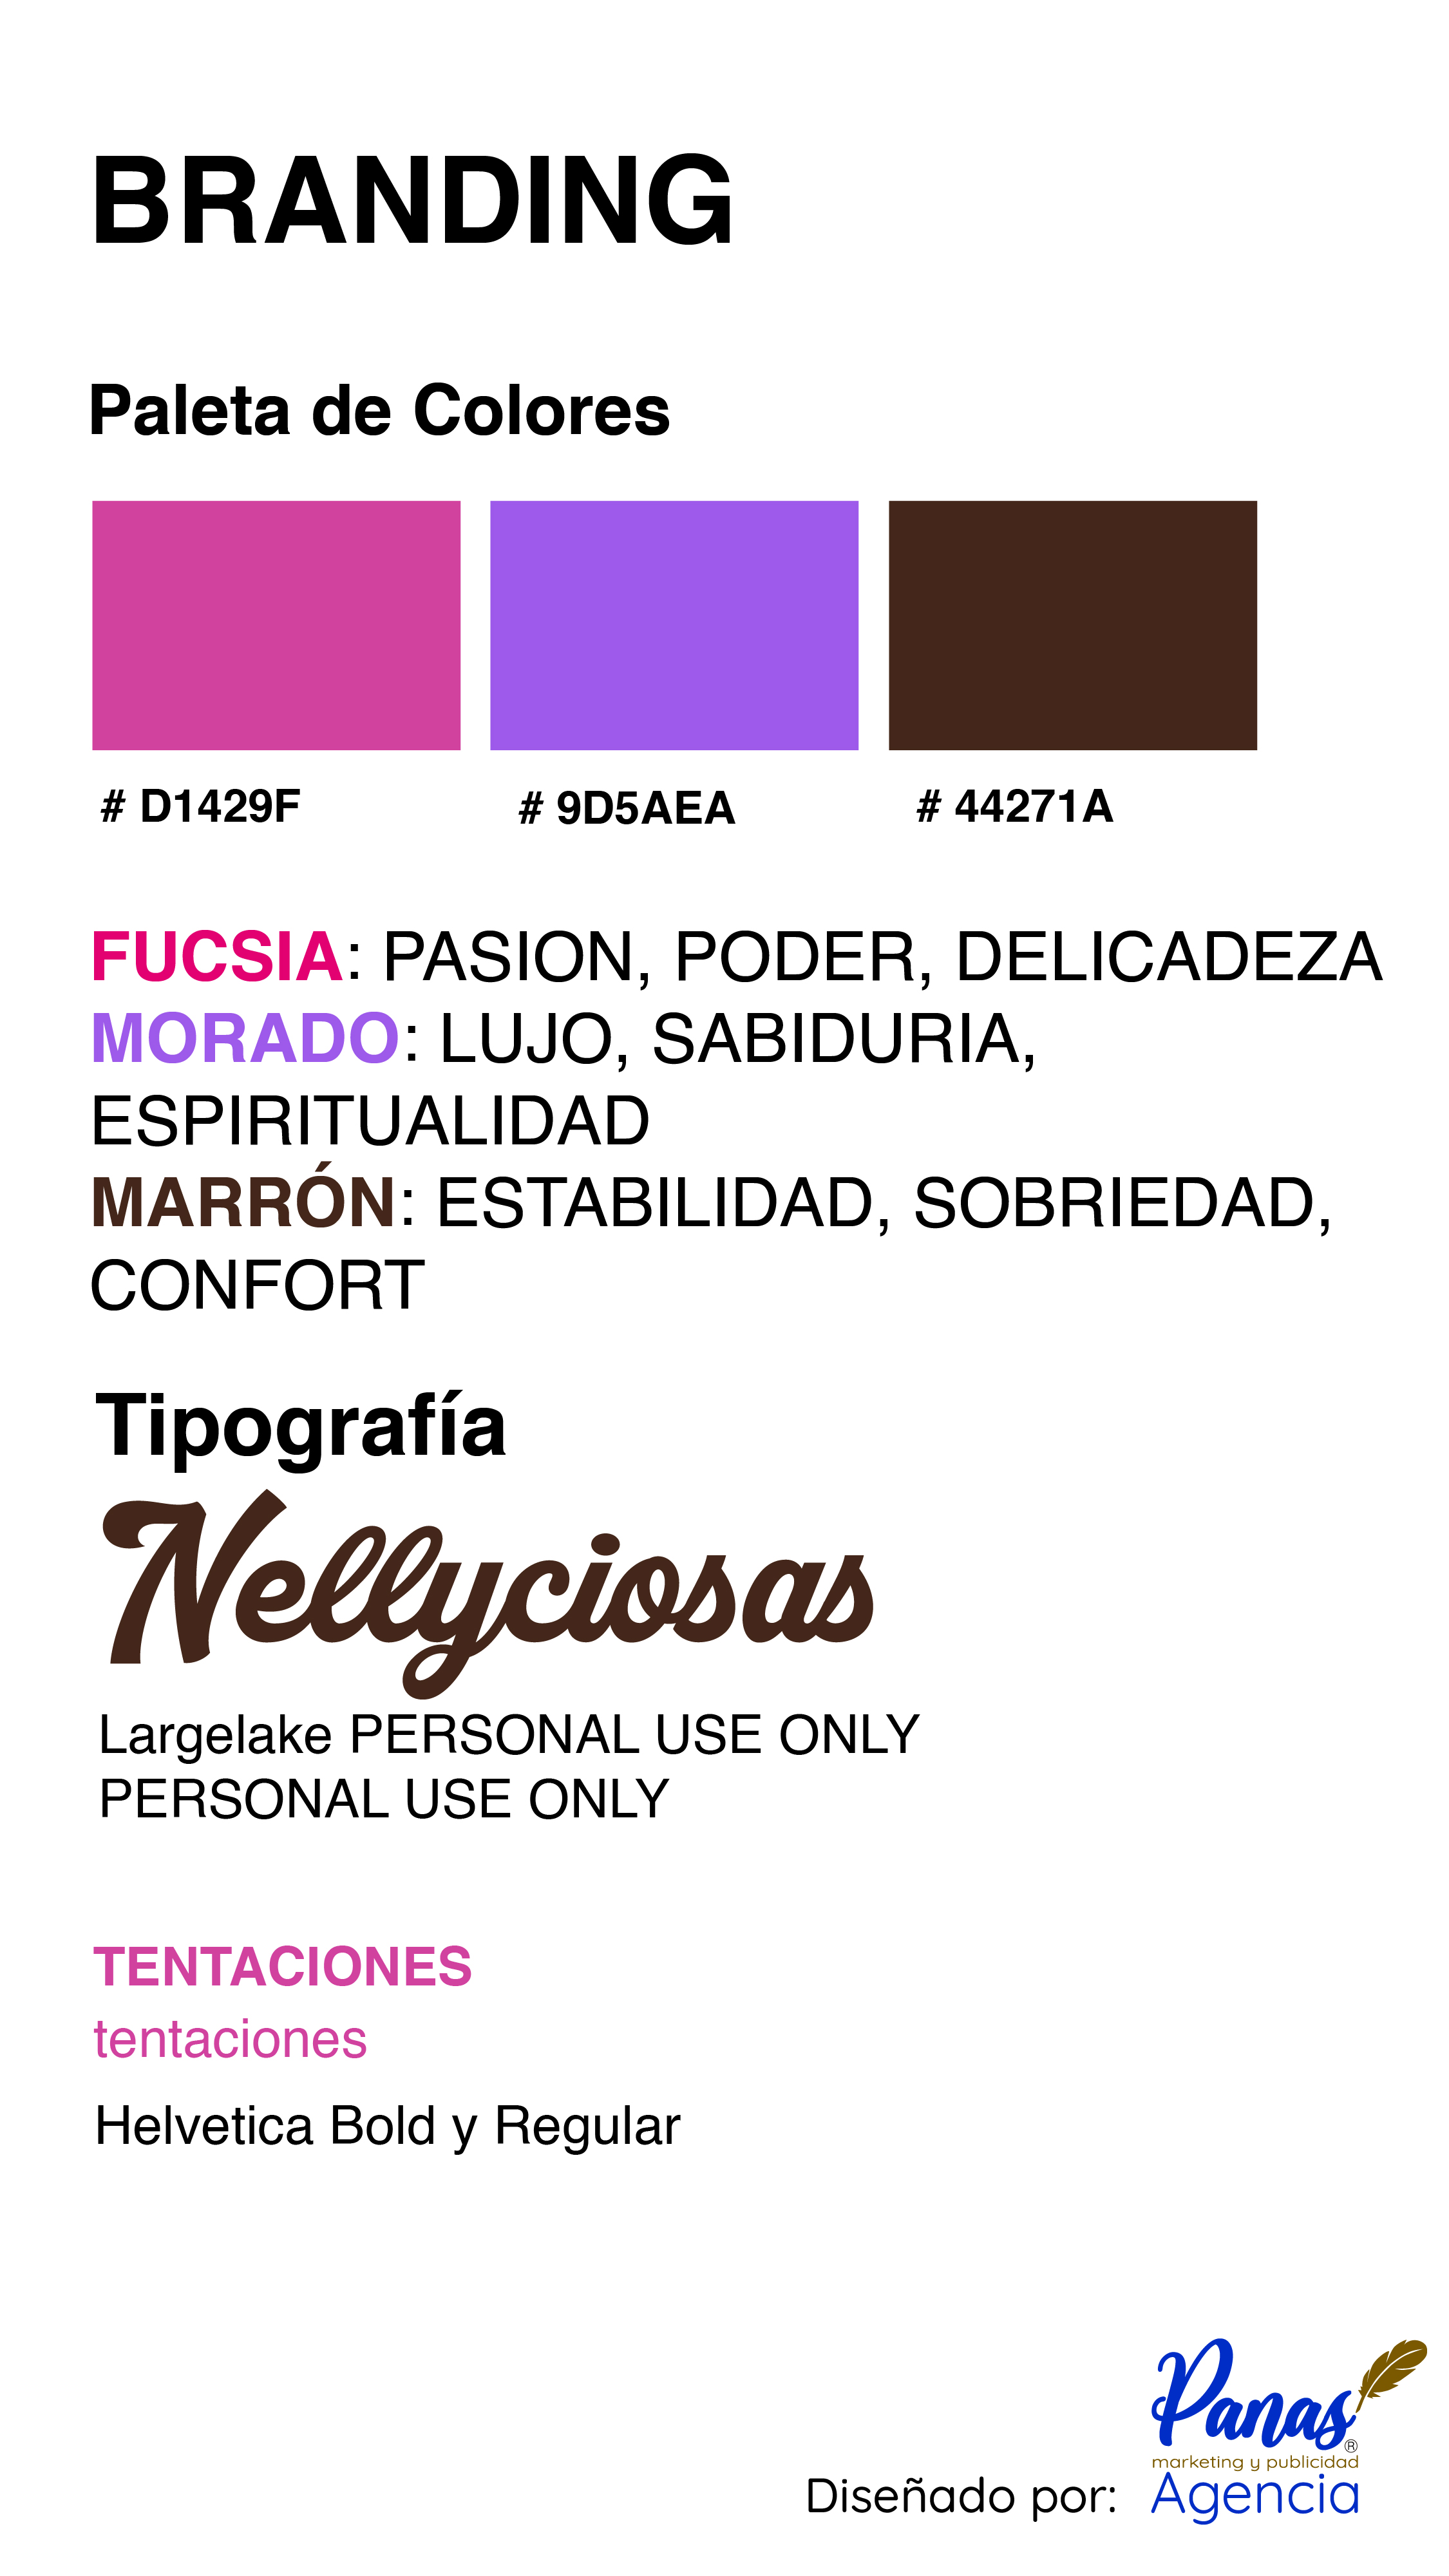 BRANDING
Paleta de Colores
# D1429F
# 9D5AEA
# 44271A
FUCSIA: PASION, PODER, DELICADEZA
MORADO: LUJO, SABIDURIA,
ESPIRITUALIDAD
MARRÓN: ESTABILIDAD, SOBRIEDAD,
CONFORT
Tipografía
Nellyciosas
Largelake PERSONAL USE ONLY
PERSONAL USE ONLY
TENTACIONES
tentaciones
Helvetica Bold y Regular
Panas®
marketing y publicidad
Diseñado por: Agencia